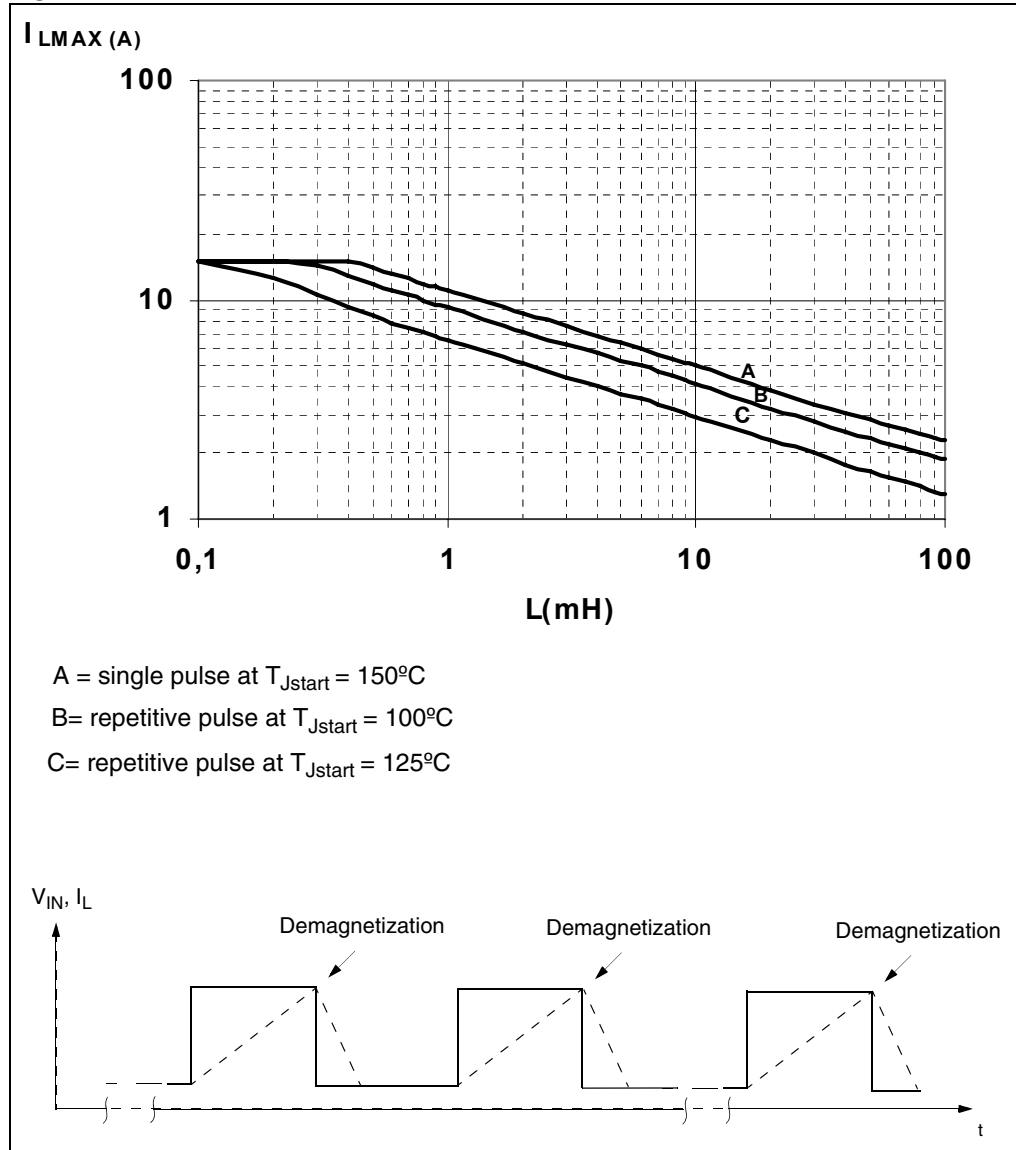 I LMAX (A)
100
10
1
0,1 1 10 100
L(mH)
A
B
C
A = single pulse at TJstart = 150ºC
B= repetitive pulse at TJstart = 100ºC
C= repetitive pulse at TJstart = 125ºC
VIN, IL
Demagnetization Demagnetization Demagnetization
t